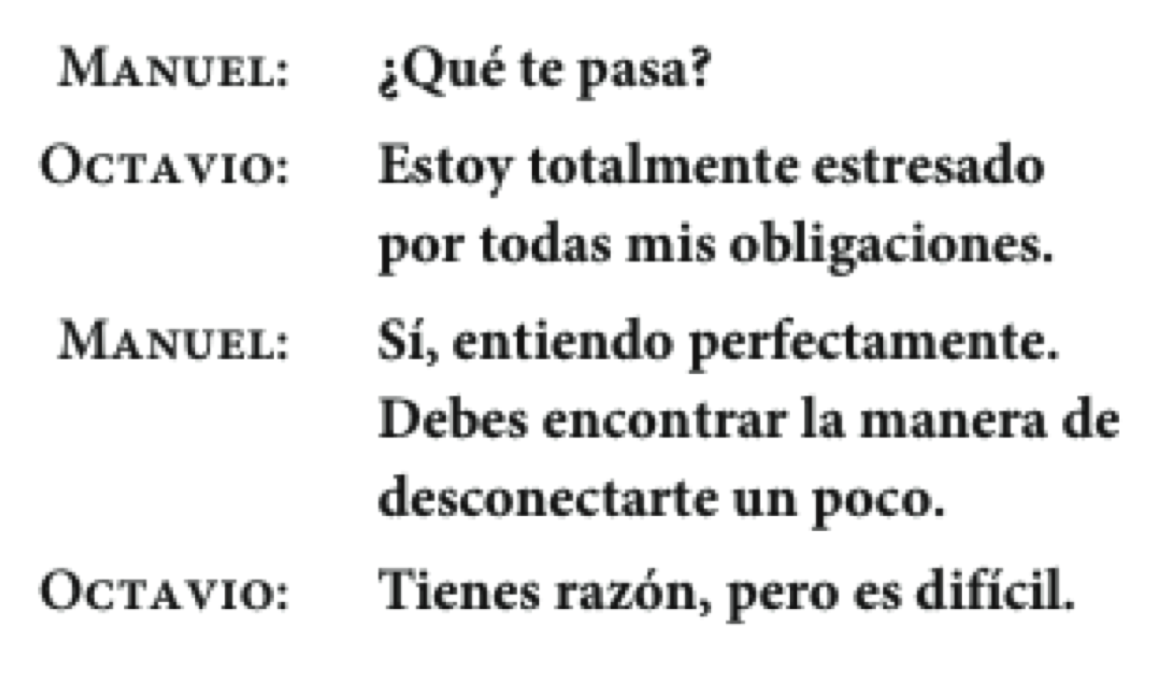 MANUEL: ¿Qué te pasa?
OCTAVIO: Estoy totalmente estresado
por todas mis obligaciones.
MANUEL: Sí, entiendo perfectamente.
Debes encontrar la manera de
desconectarte un poco.
OCTAVIO: Tienes razón, pero es difícil.